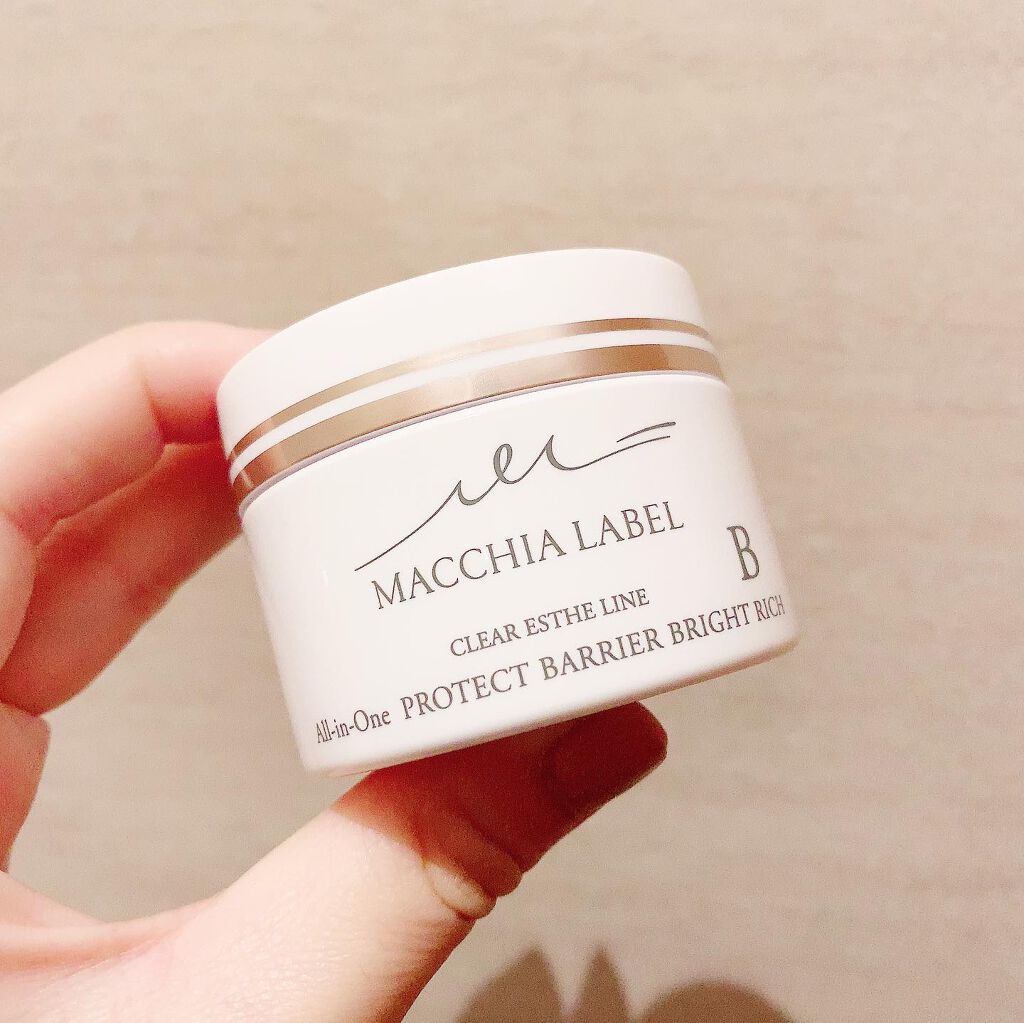 MACCHIA LABEL
B
CLEAR ESTHE LINE
All-in-One PROTECT BARRIER BRIGHT RICH